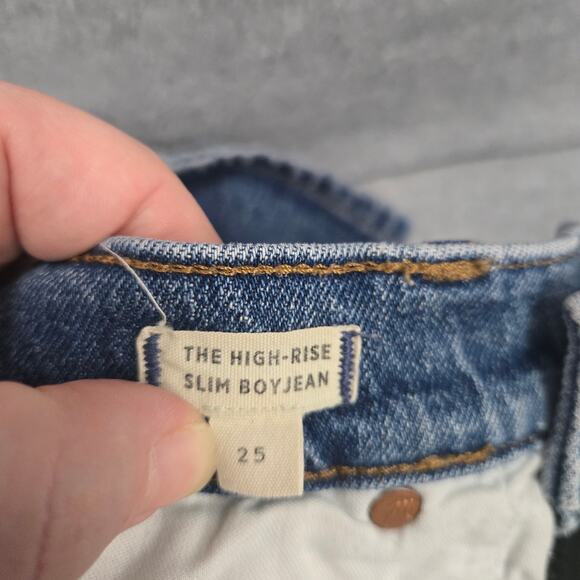 THE HIGH-RISE
SLIM BOYJEAN
25